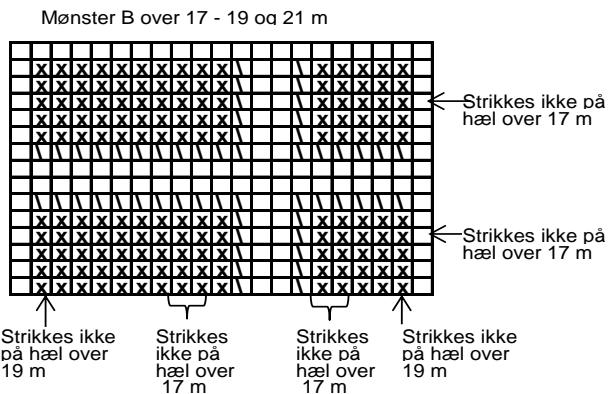 Mønster B over 17 - 19 og 21 m
Strikkes ikke på
hæl over 17 m
Strikkes ikke på
hæl over 17 m
Strikkes ikke
på hæl over
19 m
Strikkes
ikke på
hæl over
17 m
Strikkes
ikke på
hæl over
17 m
Strikkes ikke
på hæl over
19 m